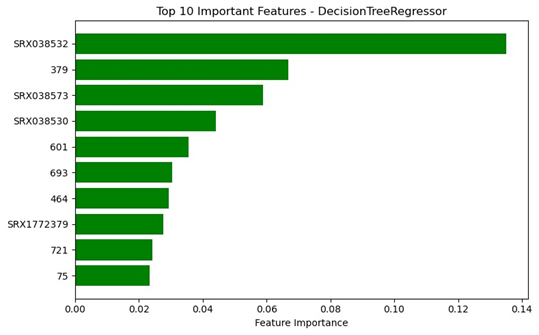 Top 10 Important Features - DecisionTreeRegressor
SRX038532
379
SRX038573
SRX038530
601
693
464
SRX1772379
721
75
0.00 0.02 0.04 0.06 0.08 0.10 0.12 0.14
Feature Importance